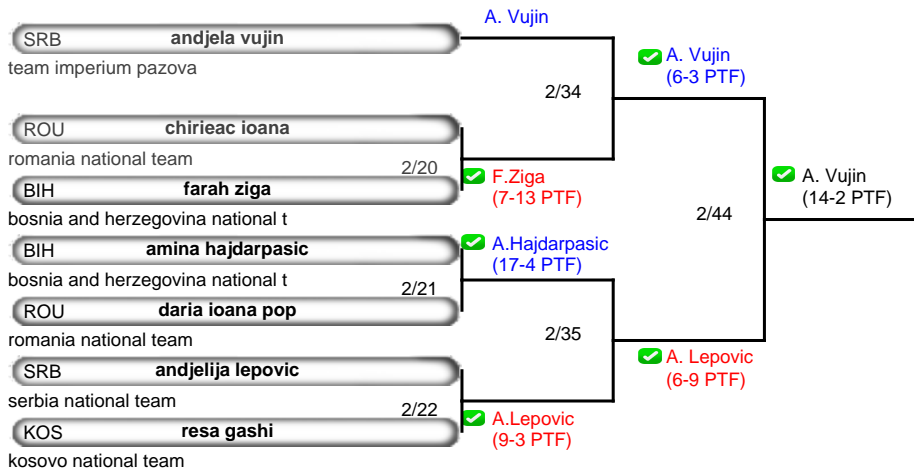 A. Vujin
SRB andjela vujin
team imperium pazova
A. Vujin
(6-3 PTF)
2/34
ROU chirieac ioana
romania national team
2/20
BIH farah ziga
F.Ziga
(7-13 PTF)
bosnia and herzegovina national t
A. Vujin
(14-2 PTF)
2/44
BIH amina hajdarpasic
A.Hajdarpasic
(17-4 PTF)
bosnia and herzegovina national t
2/21
ROU daria ioana pop
romania national team
2/35
SRB andjelija lepovic
A. Lepovic
(6-9 PTF)
serbia national team
2/22
KOS resa gashi
A.Lepovic
(9-3 PTF)
kosovo national team